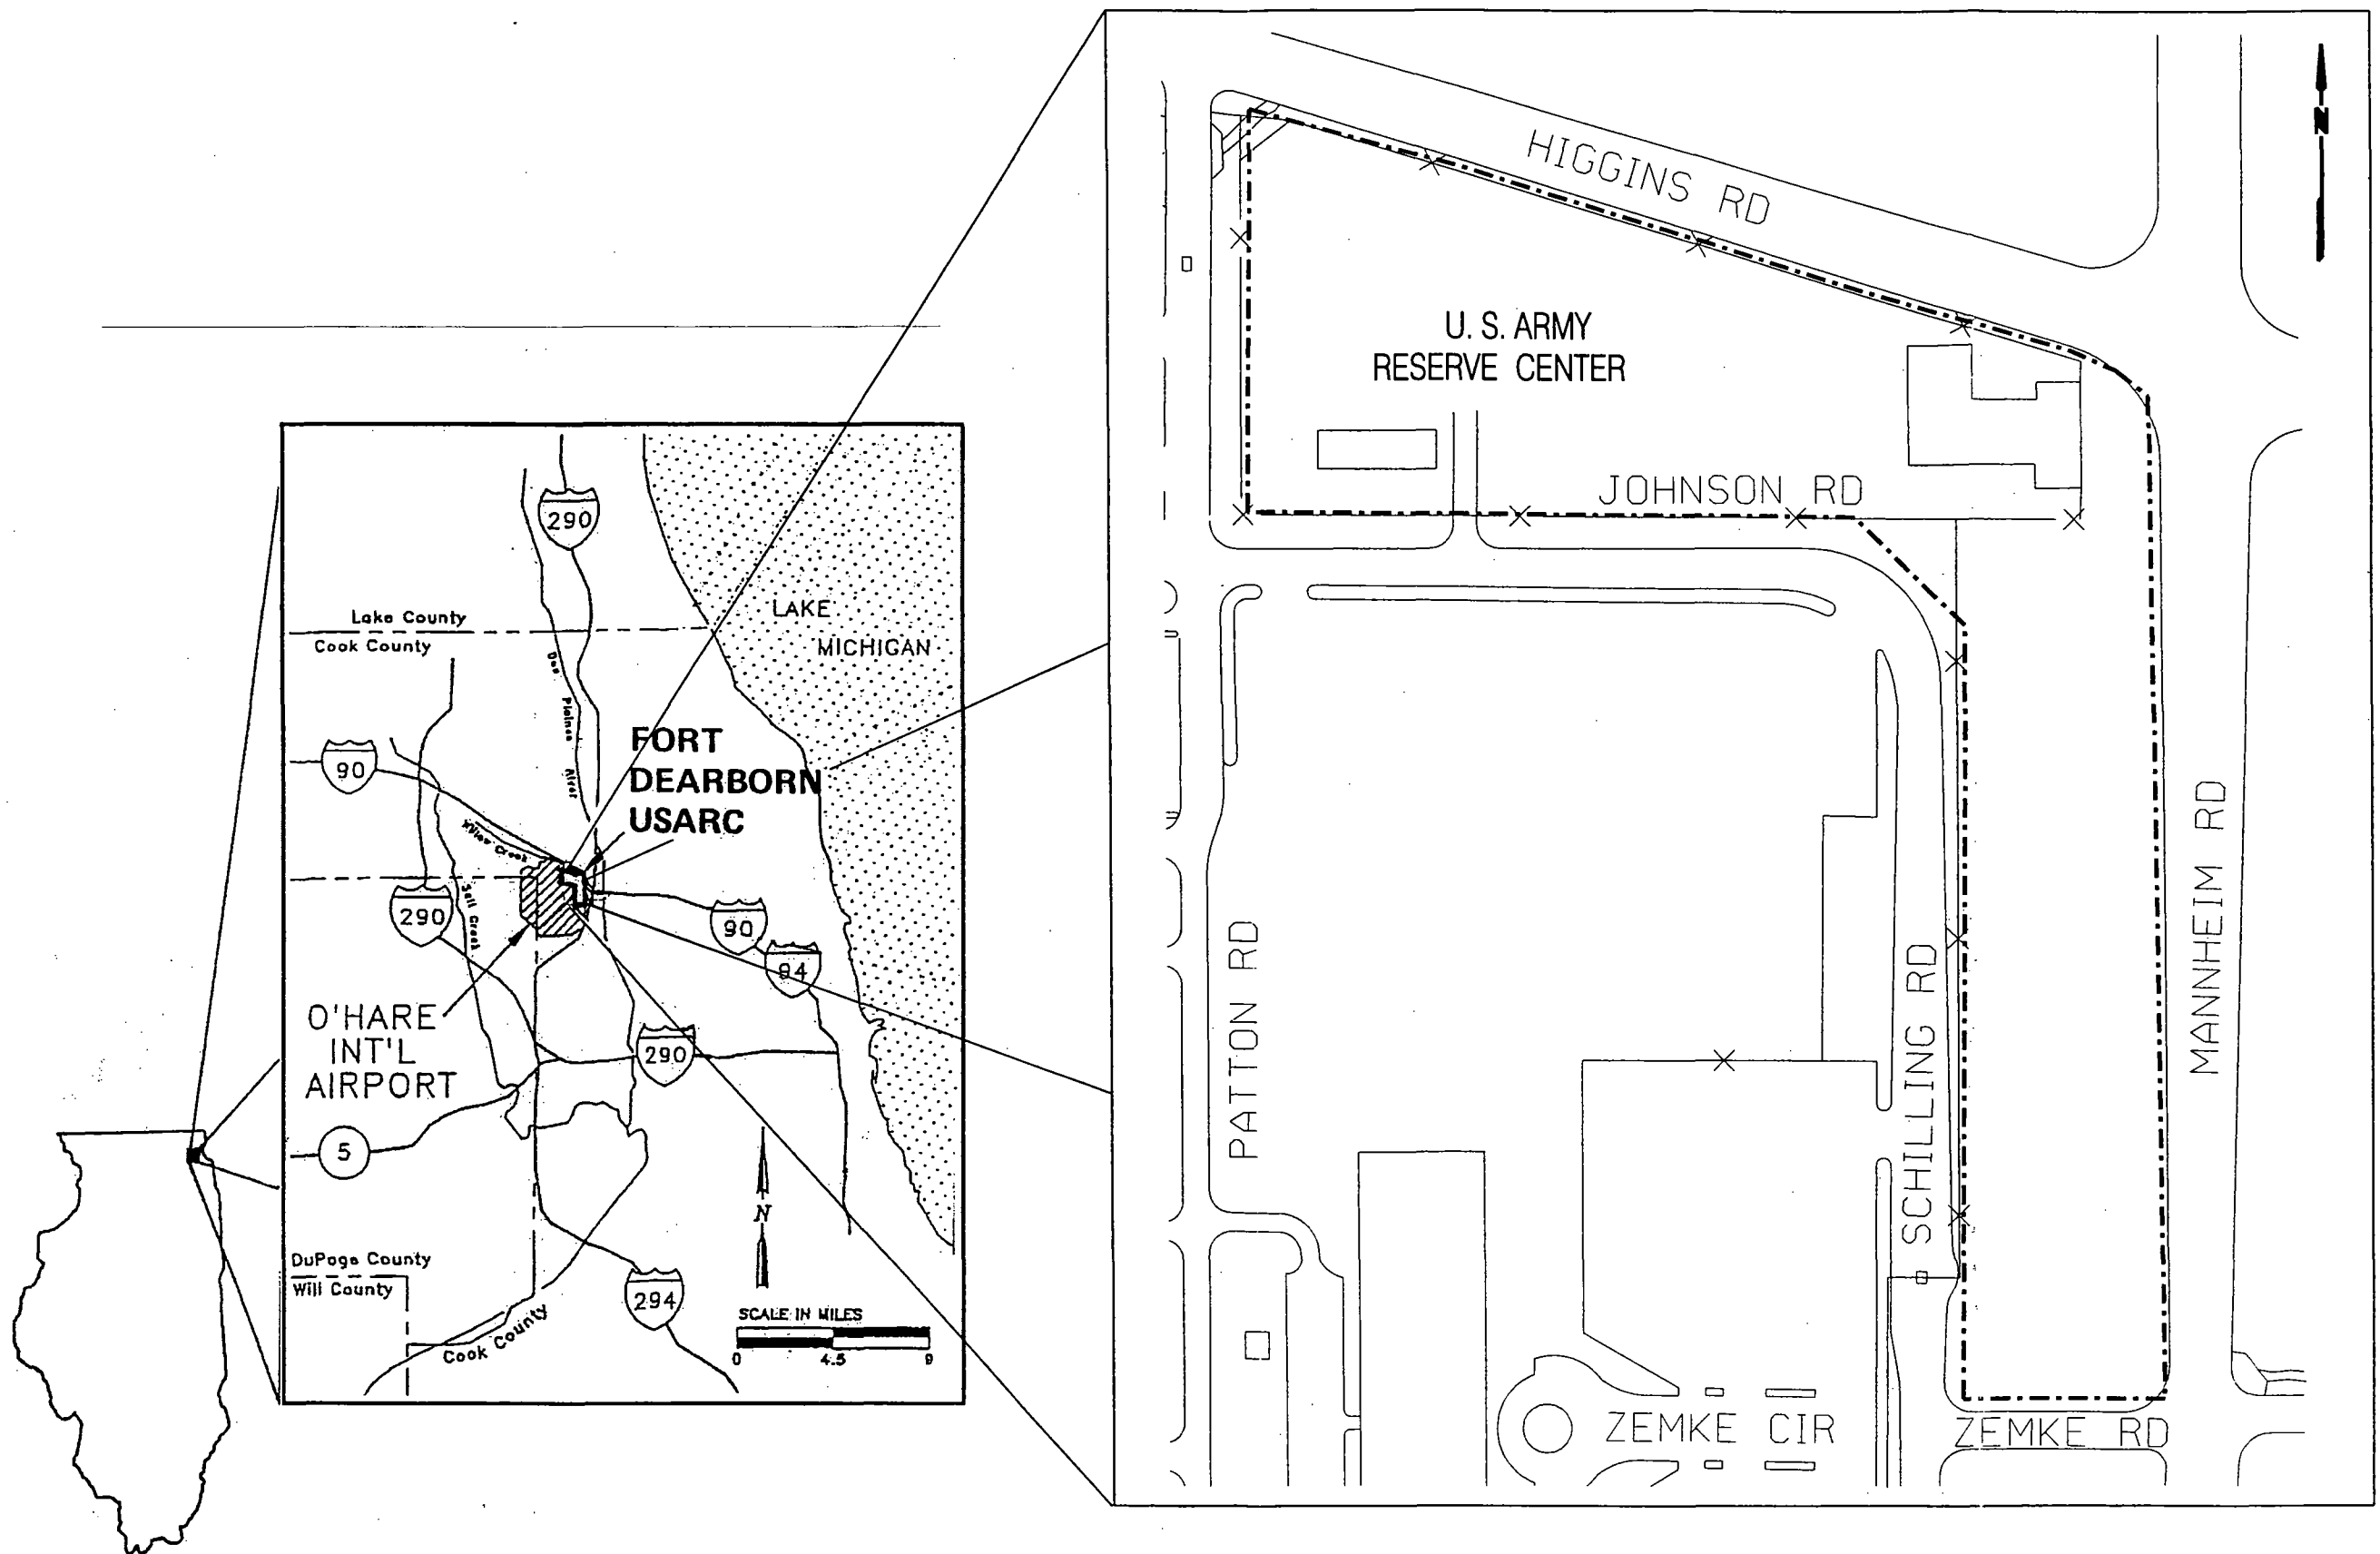 HIGGINS RD
N
U. S. ARMY
RESERVE CENTER
JOHNSON RD
PATTON RD
SCHILLING RD
MANNHEIM RD
ZEMKE CIR
ZEMKE RD
290
LAKE
MICHIGAN
Lake County
Cook County
Des Plaines River
90
FORT
DEARBORN
USARC
Willow Creek
290
Salt Creek
90
94
O'HARE
INT'L
AIRPORT
290
5
N
DuPage County
Will County
294
Cook County
SCALE IN MILES
0 4.5 9